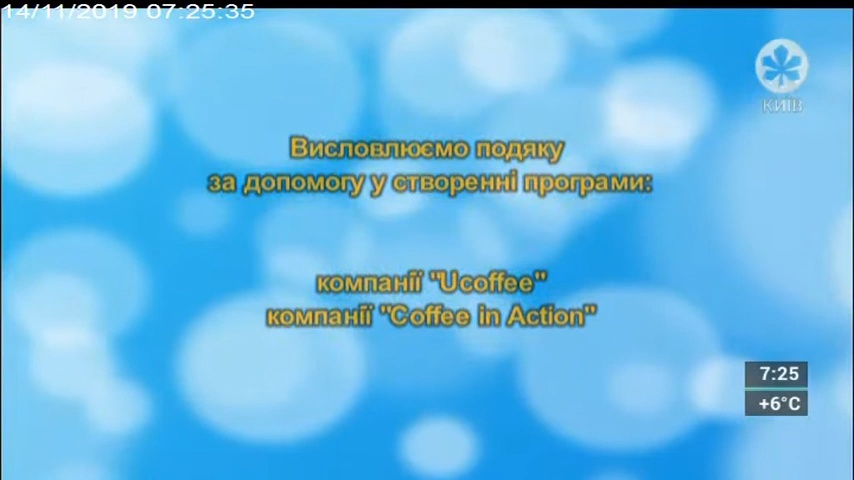 14/11/2019 07:25:35
КИЇВ
Висловлюємо подяку
за допомогу у створенні програми:
компанії "Ucoffee"
компанії "Coffee in Action"
7:25
+6°C